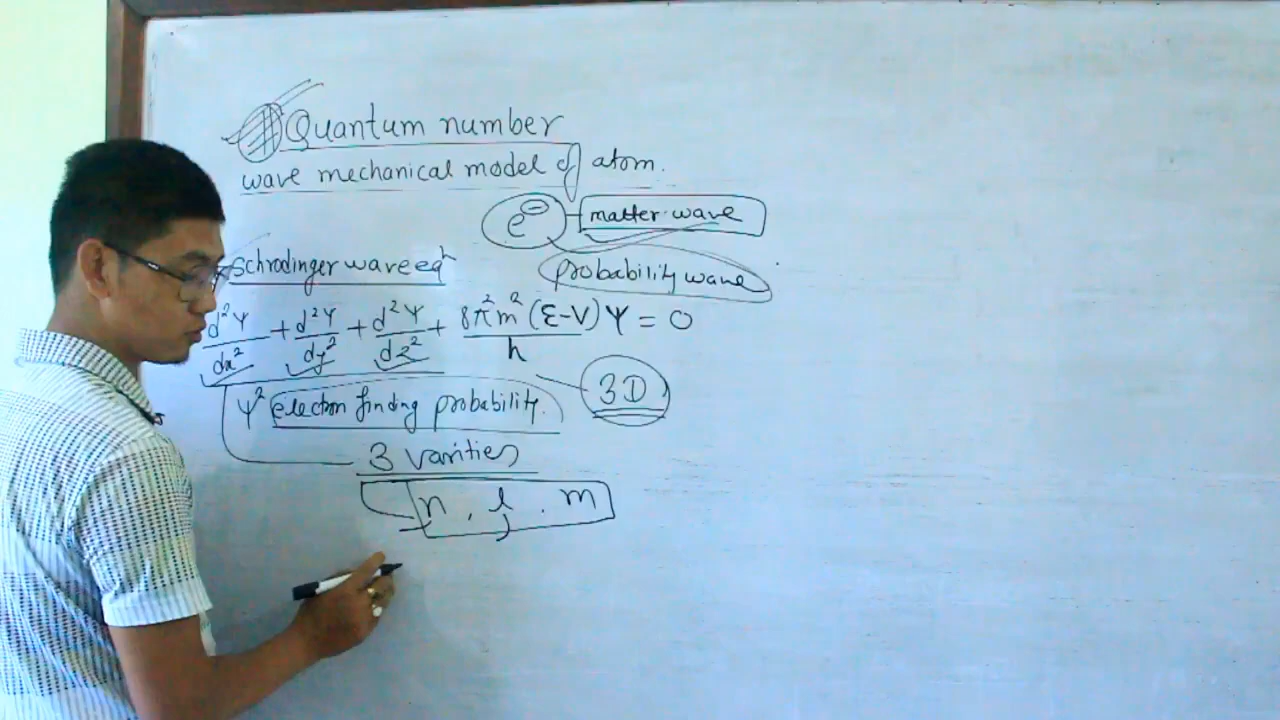 Quantum number
wave mechanical model of atom.
e⊖ matter wave
probability wave
Schrodinger wave eqⁿ
d²Ψ/dx² + d²Ψ/dy² + d²Ψ/dz² + 8π²m²(E-V)Ψ/h = 0
3D
Ψ² electron finding probability.
3 varities
n, l, m